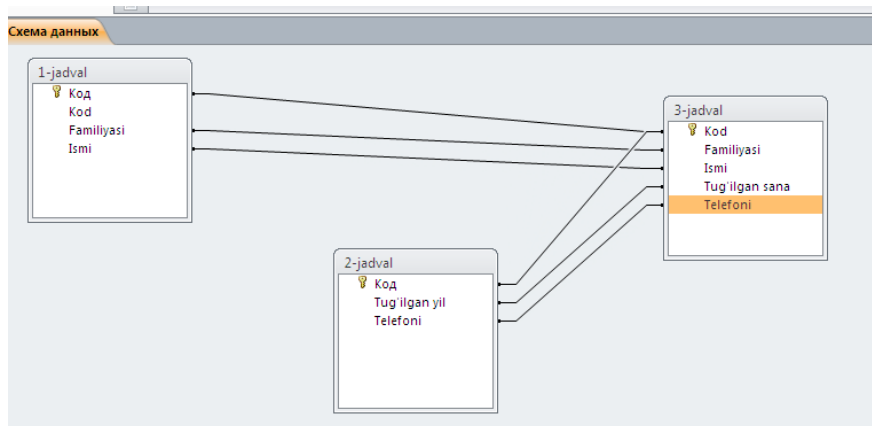 Схема данных
1-jadval
Код
Kod
Familiyasi
Ismi
3-jadval
Kod
Familiyasi
Ismi
Tug'ilgan sana
Telefoni
2-jadval
Код
Tug'ilgan yil
Telefoni